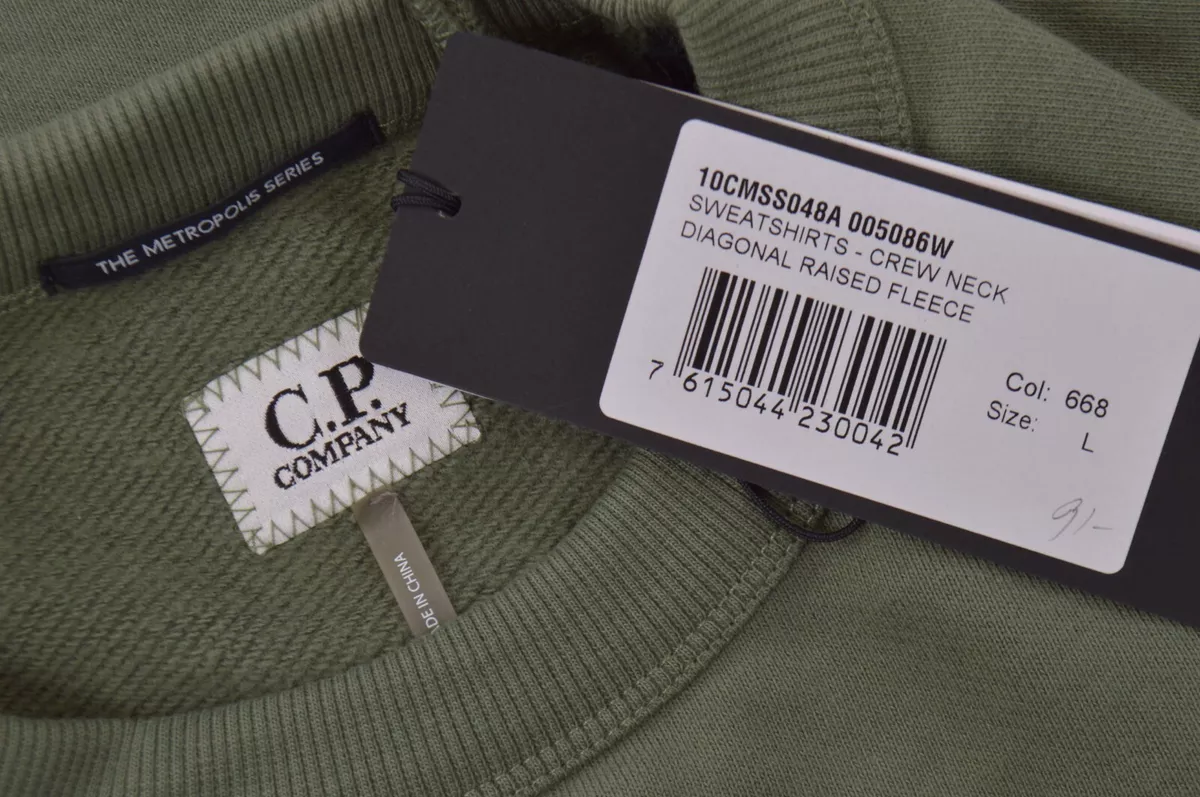 THE METROPOLIS SERIES
C.P.
COMPANY
ADE IN CHINA
10CMSS048A 005086W
SWEATSHIRTS - CREW NECK
DIAGONAL RAISED FLEECE
7 615044 230042
Col: 668
Size: L
91-